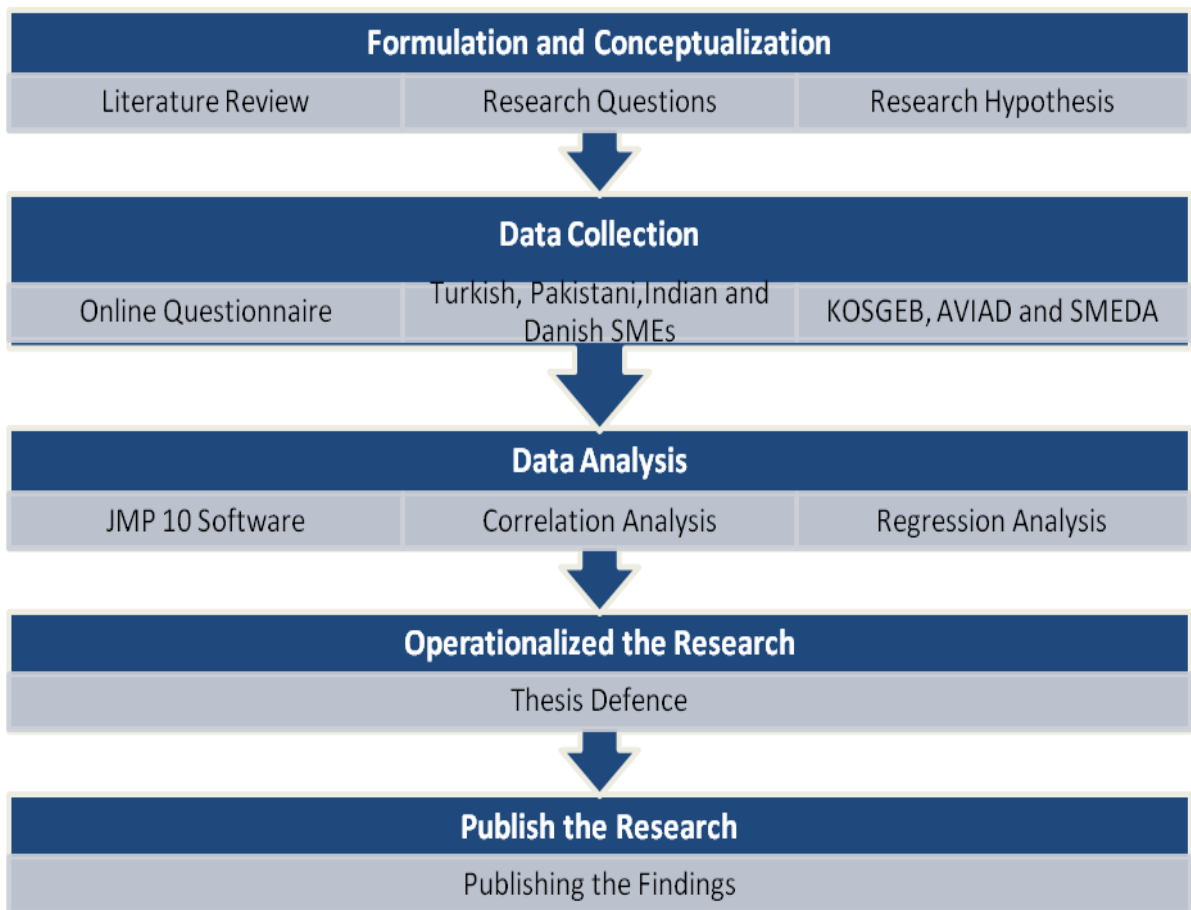 Formulation and Conceptualization
Literature Review
Research Questions
Research Hypothesis
Data Collection
Online Questionnaire
Turkish, Pakistani,Indian and
Danish SMEs
KOSGEB, AVIAD and SMEDA
Data Analysis
JMP 10 Software
Correlation Analysis
Regression Analysis
Operationalized the Research
Thesis Defence
Publish the Research
Publishing the Findings